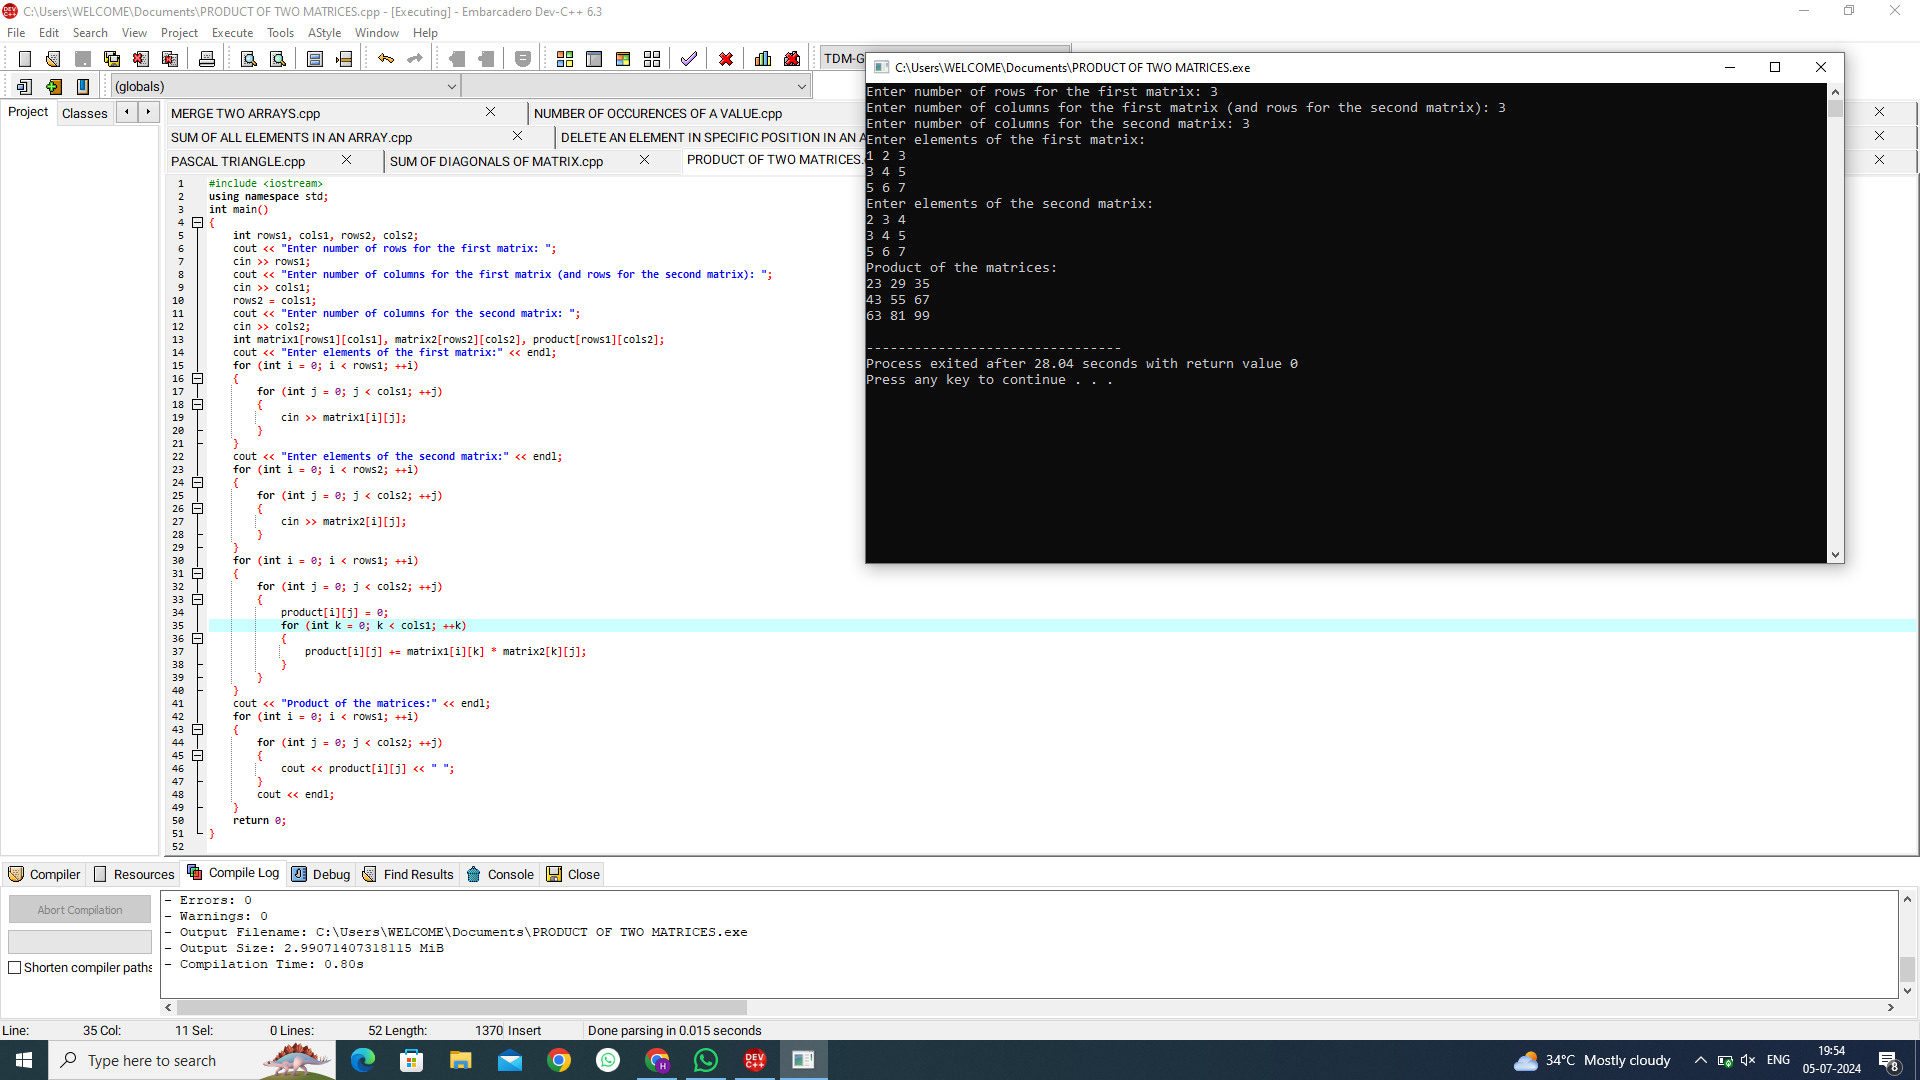 C:\Users\WELCOME\Documents\PRODUCT OF TWO MATRICES.cpp - [Executing] - Embarcadero Dev-C++ 6.3
File Edit Search View Project Execute Tools AStyle Window Help
TDM-G
(globals)
Project Classes
MERGE TWO ARRAYS.cpp NUMBER OF OCCURENCES OF A VALUE.cpp
SUM OF ALL ELEMENTS IN AN ARRAY.cpp DELETE AN ELEMENT IN SPECIFIC POSITION IN AN A
PASCAL TRIANGLE.cpp SUM OF DIAGONALS OF MATRIX.cpp PRODUCT OF TWO MATRICES.
1 #include <iostream>
2 using namespace std;
3 int main()
4 {
5 int rows1, cols1, rows2, cols2;
6 cout << "Enter number of rows for the first matrix: ";
7 cin >> rows1;
8 cout << "Enter number of columns for the first matrix (and rows for the second matrix): ";
9 cin >> cols1;
10 rows2 = cols1;
11 cout << "Enter number of columns for the second matrix: ";
12 cin >> cols2;
13 int matrix1[rows1][cols1], matrix2[rows2][cols2], product[rows1][cols2];
14 cout << "Enter elements of the first matrix:" << endl;
15 for (int i = 0; i < rows1; ++i)
16 {
17 for (int j = 0; j < cols1; ++j)
18 {
19 cin >> matrix1[i][j];
20 }
21 }
22 cout << "Enter elements of the second matrix:" << endl;
23 for (int i = 0; i < rows2; ++i)
24 {
25 for (int j = 0; j < cols2; ++j)
26 {
27 cin >> matrix2[i][j];
28 }
29 }
30 for (int i = 0; i < rows1; ++i)
31 {
32 for (int j = 0; j < cols2; ++j)
33 {
34 product[i][j] = 0;
35 for (int k = 0; k < cols1; ++k)
36 {
37 product[i][j] += matrix1[i][k] * matrix2[k][j];
38 }
39 }
40 }
41 cout << "Product of the matrices:" << endl;
42 for (int i = 0; i < rows1; ++i)
43 {
44 for (int j = 0; j < cols2; ++j)
45 {
46 cout << product[i][j] << " ";
47 }
48 cout << endl;
49 }
50 return 0;
51 }
52
C:\Users\WELCOME\Documents\PRODUCT OF TWO MATRICES.exe
Enter number of rows for the first matrix: 3
Enter number of columns for the first matrix (and rows for the second matrix): 3
Enter number of columns for the second matrix: 3
Enter elements of the first matrix:
1 2 3
3 4 5
5 6 7
Enter elements of the second matrix:
2 3 4
3 4 5
5 6 7
Product of the matrices:
23 29 35
43 55 67
63 81 99
--------------------------------
Process exited after 28.04 seconds with return value 0
Press any key to continue . . .
Compiler Resources Compile Log Debug Find Results Console Close
Abort Compilation
Shorten compiler paths
- Errors: 0
- Warnings: 0
- Output Filename: C:\Users\WELCOME\Documents\PRODUCT OF TWO MATRICES.exe
- Output Size: 2.99071407318115 MiB
- Compilation Time: 0.80s
Line: 35 Col: 11 Sel: 0 Lines: 52 Length: 1370 Insert Done parsing in 0.015 seconds
Type here to search
DEV C++
34°C Mostly cloudy
ENG
19:54
05-07-2024
8